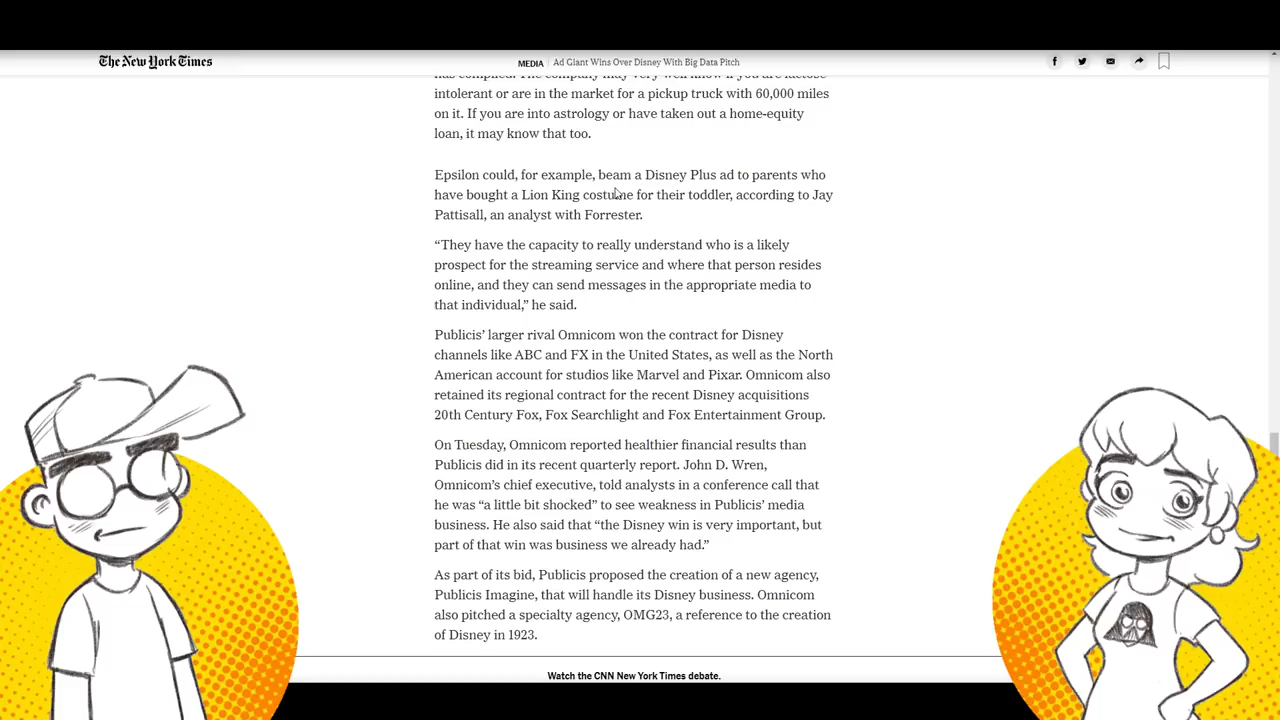 The New York Times
MEDIA | Ad Giant Wins Over Disney With Big Data Pitch
has compiled. The company may very well know if you are lactose
intolerant or are in the market for a pickup truck with 60,000 miles
on it. If you are into astrology or have taken out a home-equity
loan, it may know that too.
Epsilon could, for example, beam a Disney Plus ad to parents who
have bought a Lion King costume for their toddler, according to Jay
Pattisall, an analyst with Forrester.
“They have the capacity to really understand who is a likely
prospect for the streaming service and where that person resides
online, and they can send messages in the appropriate media to
that individual,” he said.
Publicis’ larger rival Omnicom won the contract for Disney
channels like ABC and FX in the United States, as well as the North
American account for studios like Marvel and Pixar. Omnicom also
retained its regional contract for the recent Disney acquisitions
20th Century Fox, Fox Searchlight and Fox Entertainment Group.
On Tuesday, Omnicom reported healthier financial results than
Publicis did in its recent quarterly report. John D. Wren,
Omnicom’s chief executive, told analysts in a conference call that
he was “a little bit shocked” to see weakness in Publicis’ media
business. He also said that “the Disney win is very important, but
part of that win was business we already had.”
As part of its bid, Publicis proposed the creation of a new agency,
Publicis Imagine, that will handle its Disney business. Omnicom
also pitched a specialty agency, OMG23, a reference to the creation
of Disney in 1923.
Watch the CNN New York Times debate.